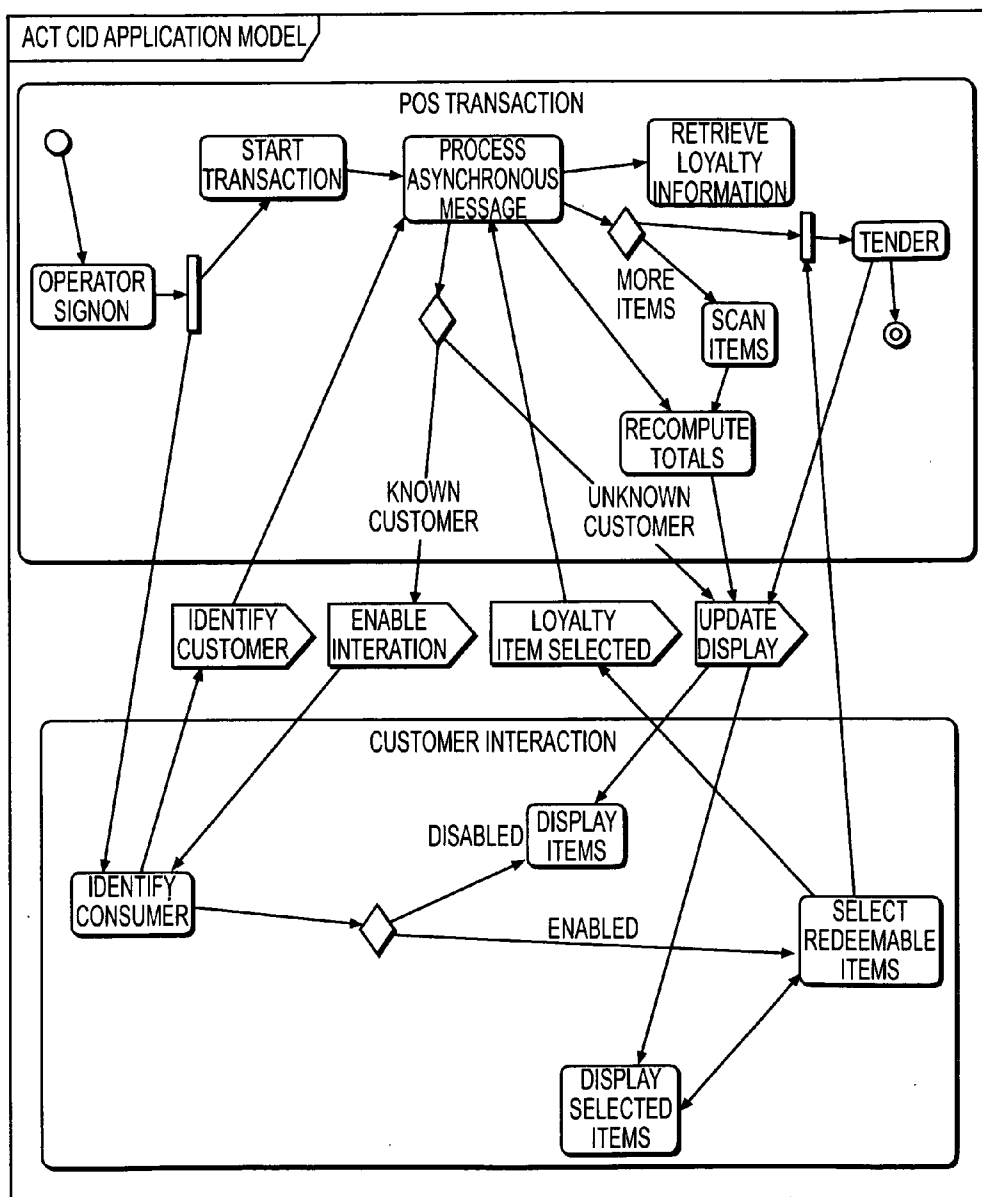 ACT CID APPLICATION MODEL
POS TRANSACTION
START
TRANSACTION
PROCESS
ASYNCHRONOUS
MESSAGE
RETRIEVE
LOYALTY
INFORMATION
OPERATOR
SIGNON
TENDER
MORE
ITEMS
SCAN
ITEMS
RECOMPUTE
TOTALS
KNOWN
CUSTOMER
UNKNOWN
CUSTOMER
IDENTIFY
CUSTOMER
ENABLE
INTERATION
LOYALTY
ITEM SELECTED
UPDATE
DISPLAY
CUSTOMER INTERACTION
DISABLED
DISPLAY
ITEMS
IDENTIFY
CONSUMER
ENABLED
SELECT
REDEEMABLE
ITEMS
DISPLAY
SELECTED
ITEMS